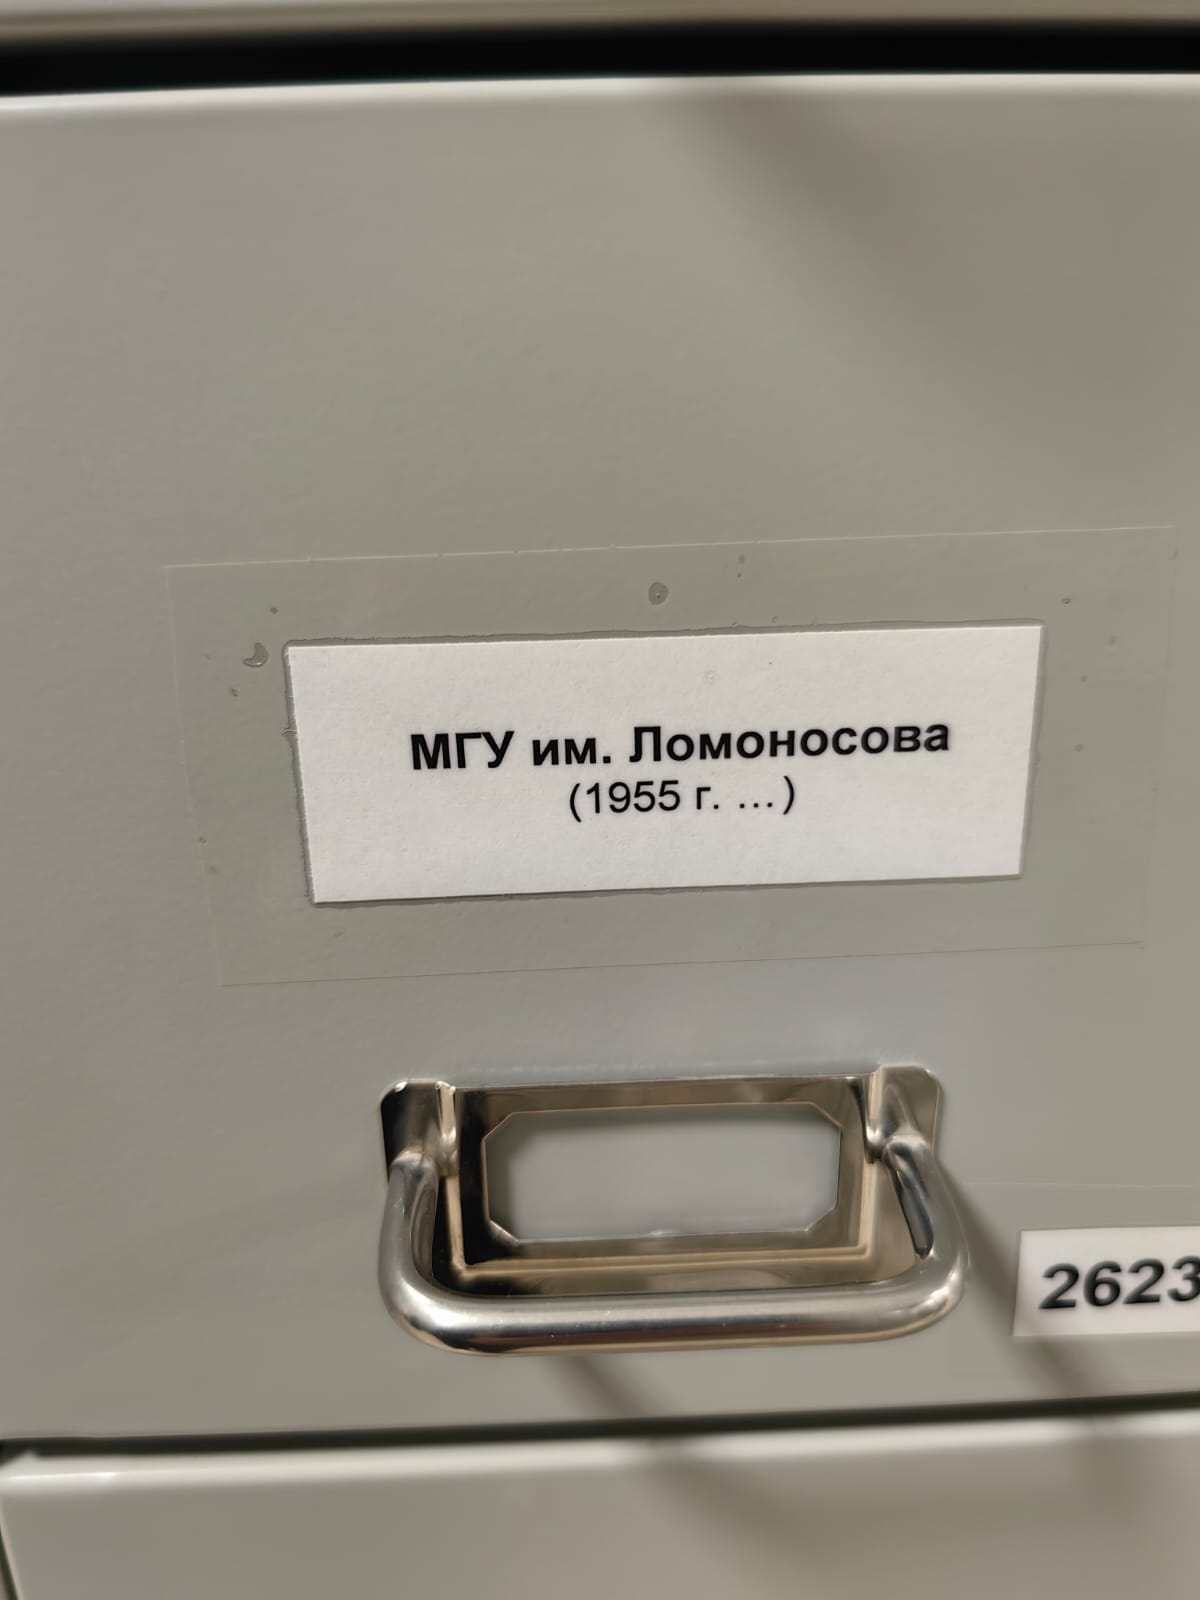 МГУ им. Ломоносова
(1955 г. ...)
2623